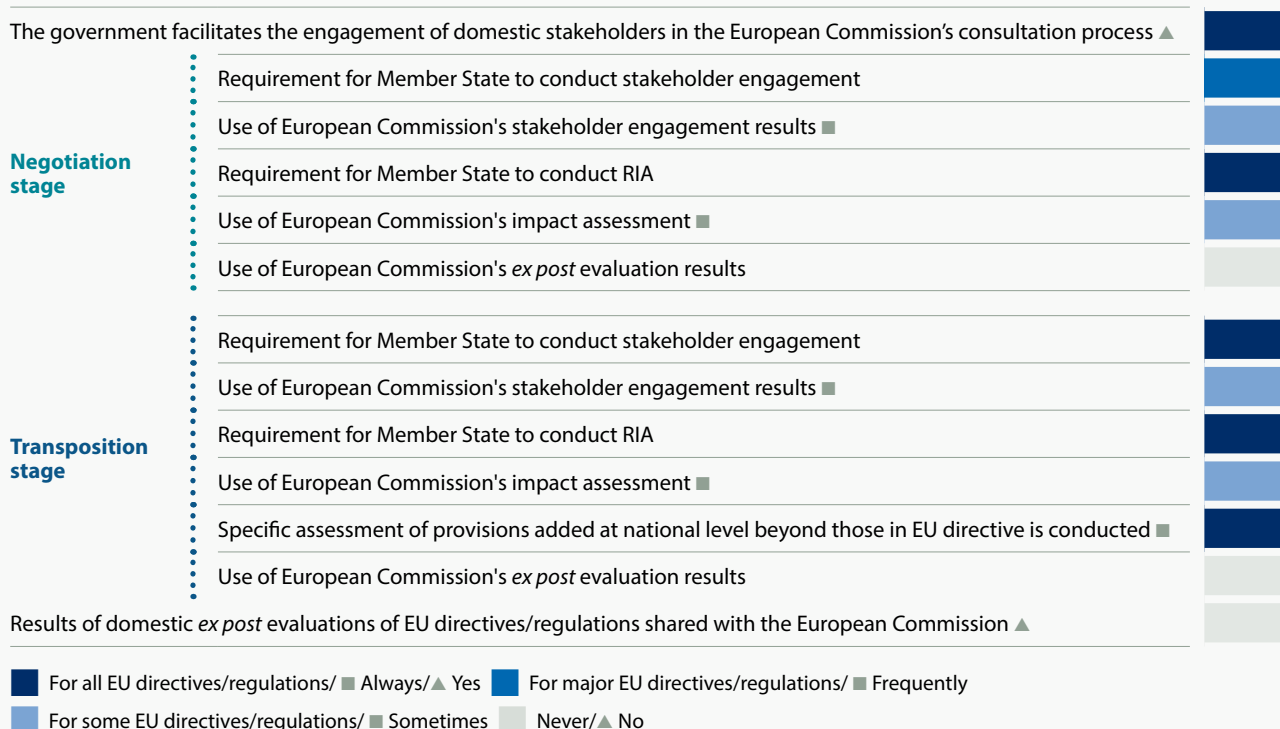 The government facilitates the engagement of domestic stakeholders in the European Commission’s consultation process ▲
Requirement for Member State to conduct stakeholder engagement
Use of European Commission's stakeholder engagement results ■
Negotiation
stage
Requirement for Member State to conduct RIA
Use of European Commission's impact assessment ■
Use of European Commission's ex post evaluation results
Requirement for Member State to conduct stakeholder engagement
Use of European Commission's stakeholder engagement results ■
Requirement for Member State to conduct RIA
Transposition
stage
Use of European Commission's impact assessment ■
Specific assessment of provisions added at national level beyond those in EU directive is conducted ■
Use of European Commission's ex post evaluation results
Results of domestic ex post evaluations of EU directives/regulations shared with the European Commission ▲
For all EU directives/regulations/ ■ Always/▲ Yes For major EU directives/regulations/ ■ Frequently
For some EU directives/regulations/ ■ Sometimes Never/▲ No